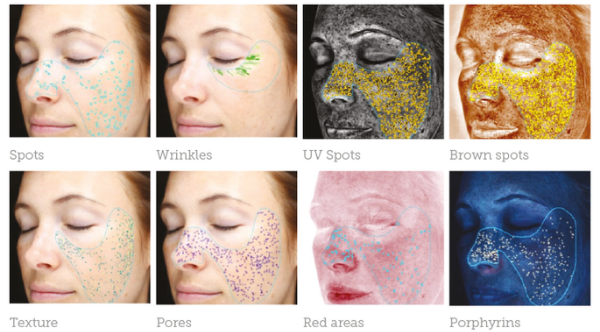 Spots
Wrinkles
UV Spots
Brown spots
Texture
Pores
Red areas
Porphyrins